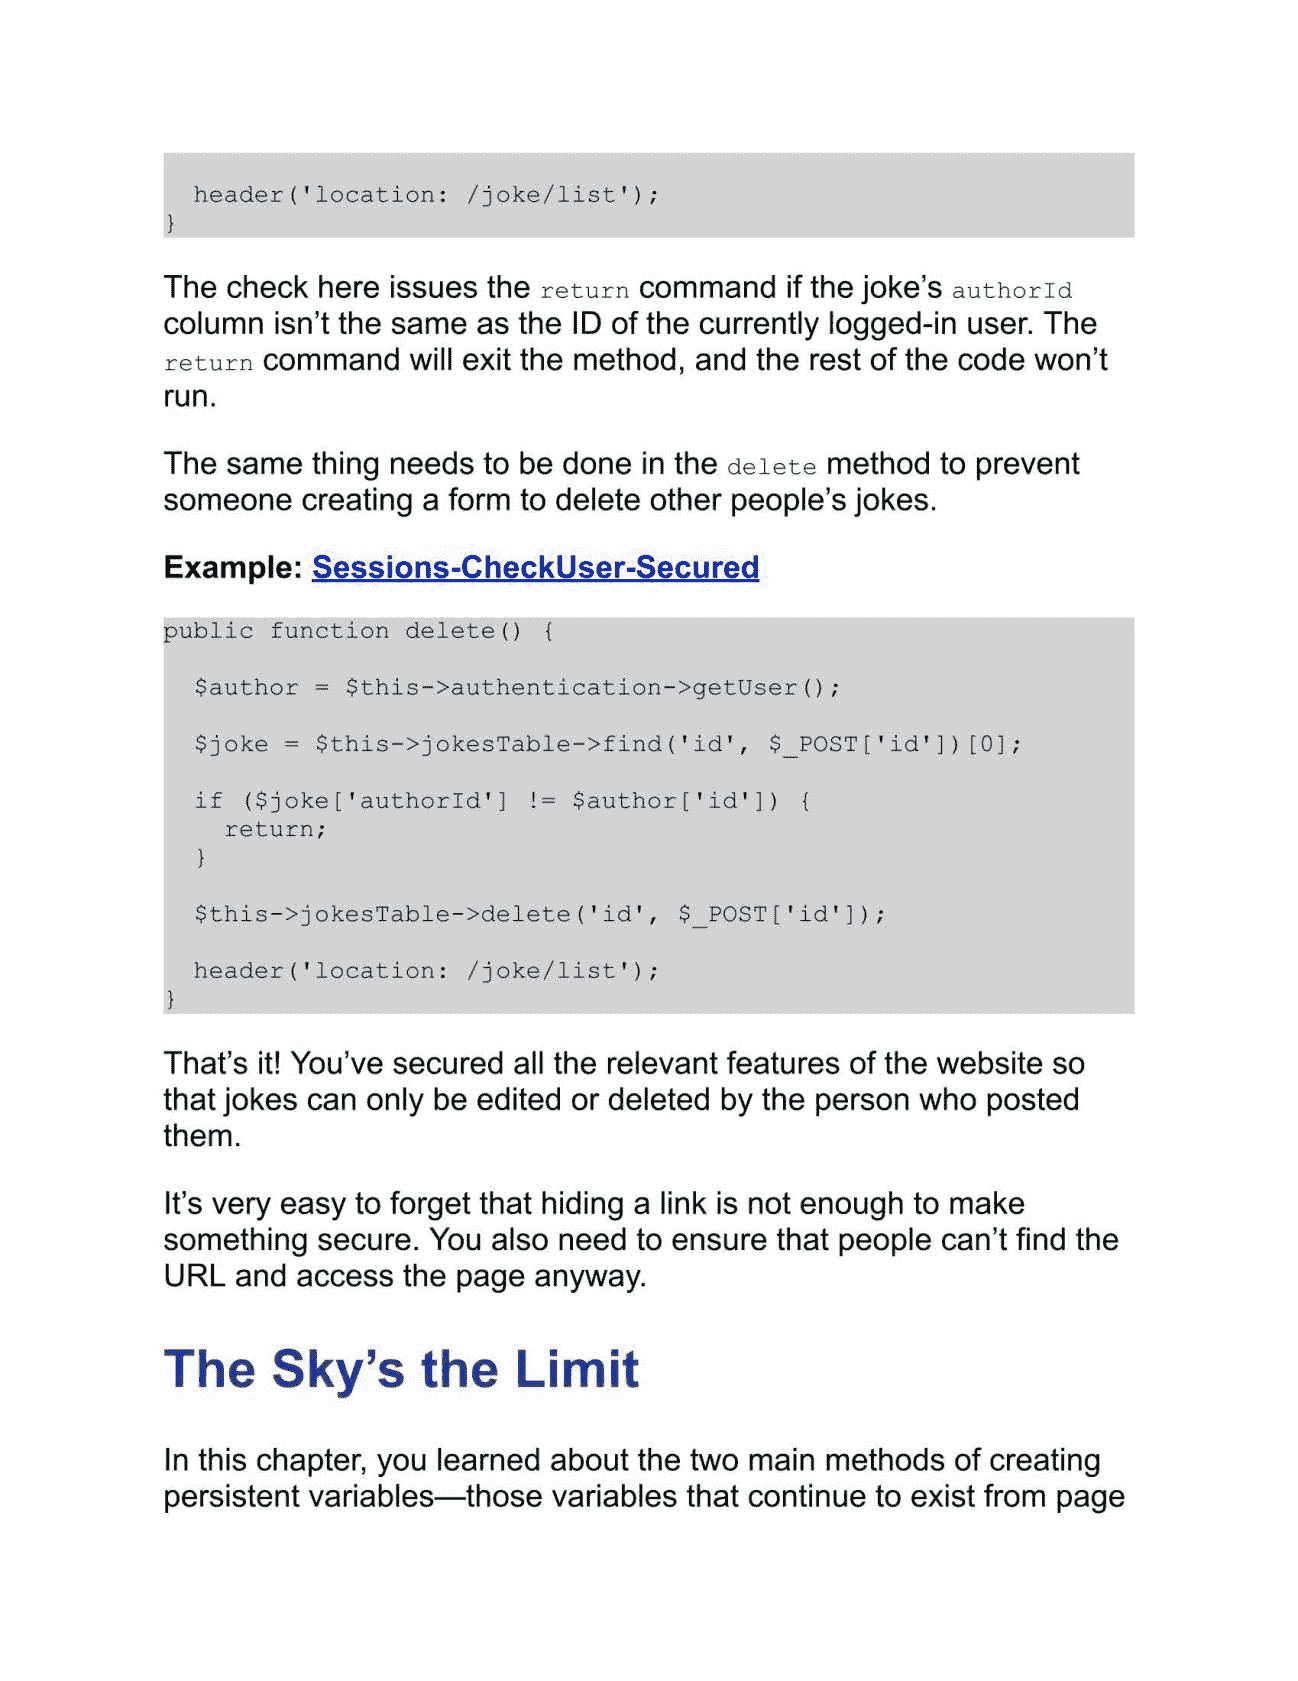 header('location: /joke/list');
}
The check here issues the return command if the joke’s authorId
column isn’t the same as the ID of the currently logged-in user. The
return command will exit the method, and the rest of the code won’t
run.
The same thing needs to be done in the delete method to prevent
someone creating a form to delete other people’s jokes.
Example: Sessions-CheckUser-Secured
public function delete() {
$author = $this->authentication->getUser();
$joke = $this->jokesTable->find('id', $_POST['id'])[0];
if ($joke['authorId'] != $author['id']) {
return;
}
$this->jokesTable->delete('id', $_POST['id']);
header('location: /joke/list');
}
That’s it! You’ve secured all the relevant features of the website so
that jokes can only be edited or deleted by the person who posted
them.
It’s very easy to forget that hiding a link is not enough to make
something secure. You also need to ensure that people can’t find the
URL and access the page anyway.
The Sky’s the Limit
In this chapter, you learned about the two main methods of creating
persistent variables—those variables that continue to exist from page